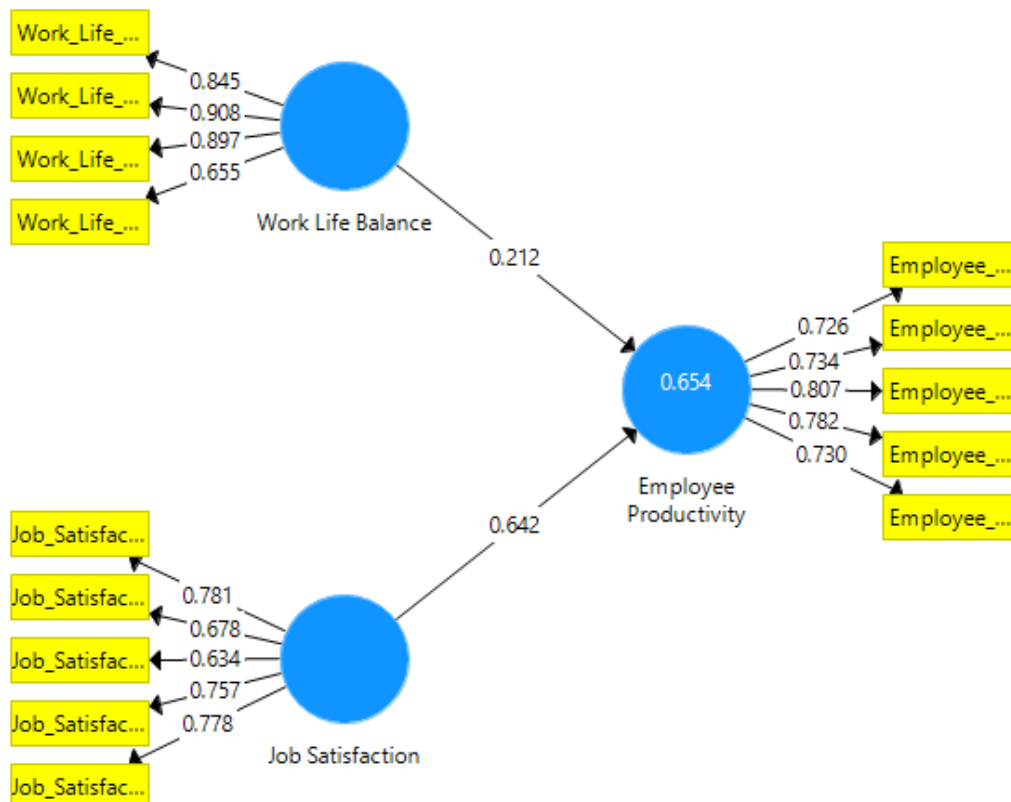 Work_Life_...
Work_Life_...
Work_Life_...
Work_Life_...
0.845
0.908
0.897
0.655
Work Life Balance
0.212
Employee_...
Employee_...
Employee_...
Employee_...
Employee_...
0.726
0.734
0.807
0.782
0.730
0.654
Employee
Productivity
0.642
Job_Satisfac...
Job_Satisfac...
Job_Satisfac...
Job_Satisfac...
Job_Satisfac...
0.781
0.678
0.634
0.757
0.778
Job Satisfaction